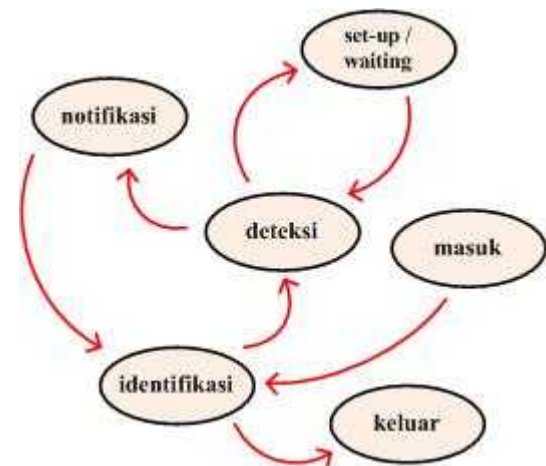 set-up /
waiting
notifikasi
deteksi
masuk
identifikasi
keluar